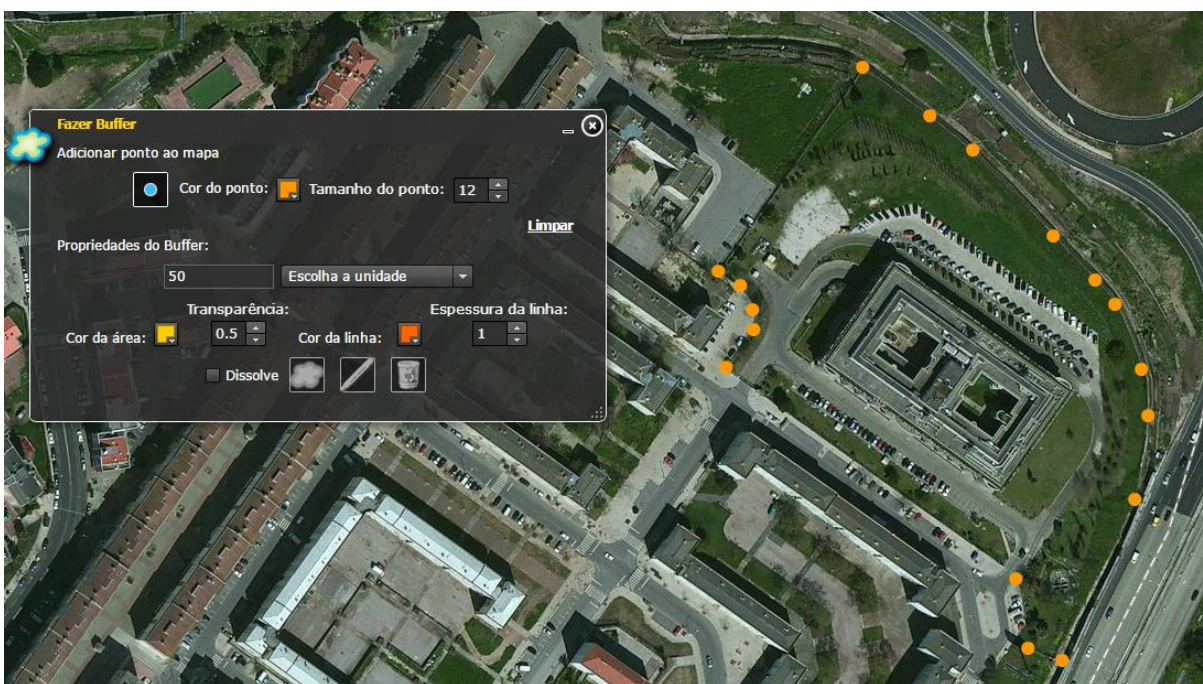 Fazer Buffer
Adicionar ponto ao mapa
Cor do ponto: Tamanho do ponto: 12
Limpar
Propriedades do Buffer:
50 Escolha a unidade
Transparência: Espessura da linha:
Cor da área: 0.5 Cor da linha: 1
Dissolve